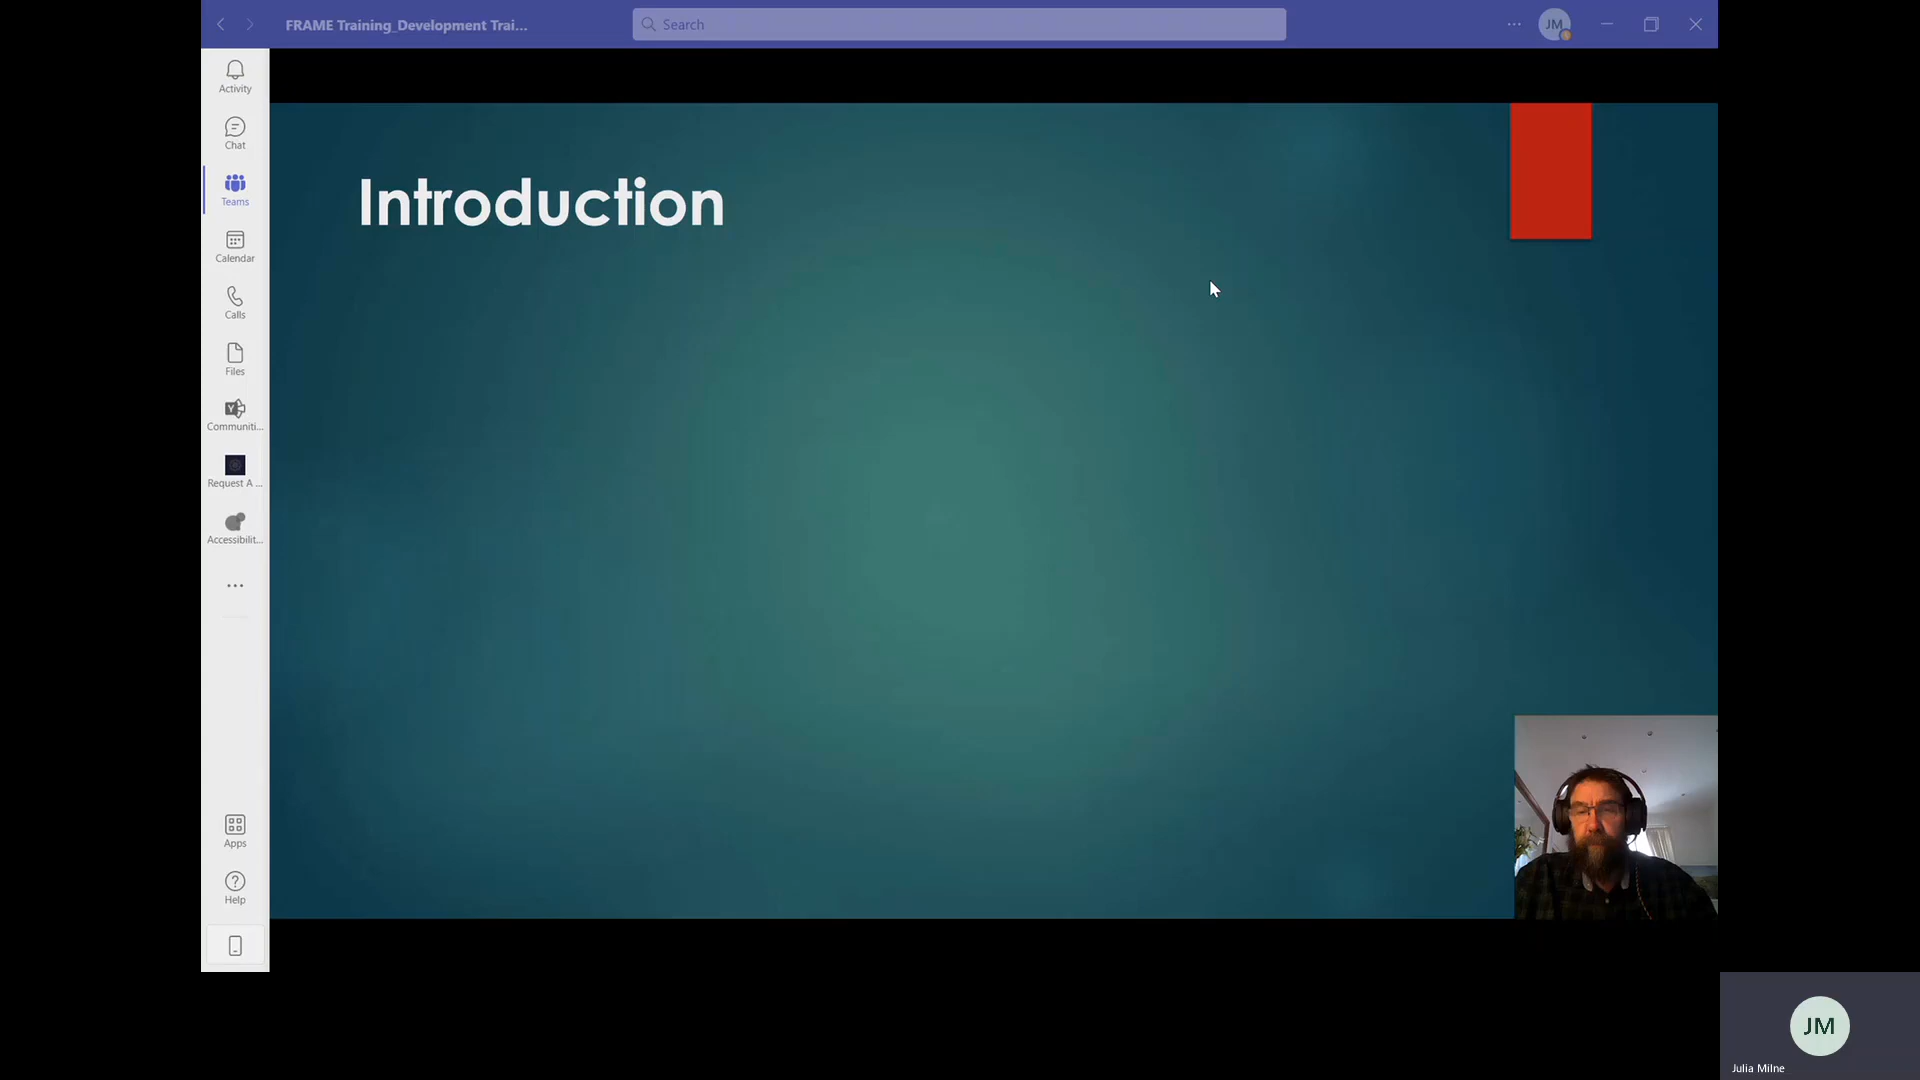 FRAME Training_Development Trai...
Search
JM
Activity
Chat
Teams
Calendar
Calls
Files
Communiti...
Request A ...
Accessibilit...
Apps
Help
Introduction
JM
Julia Milne